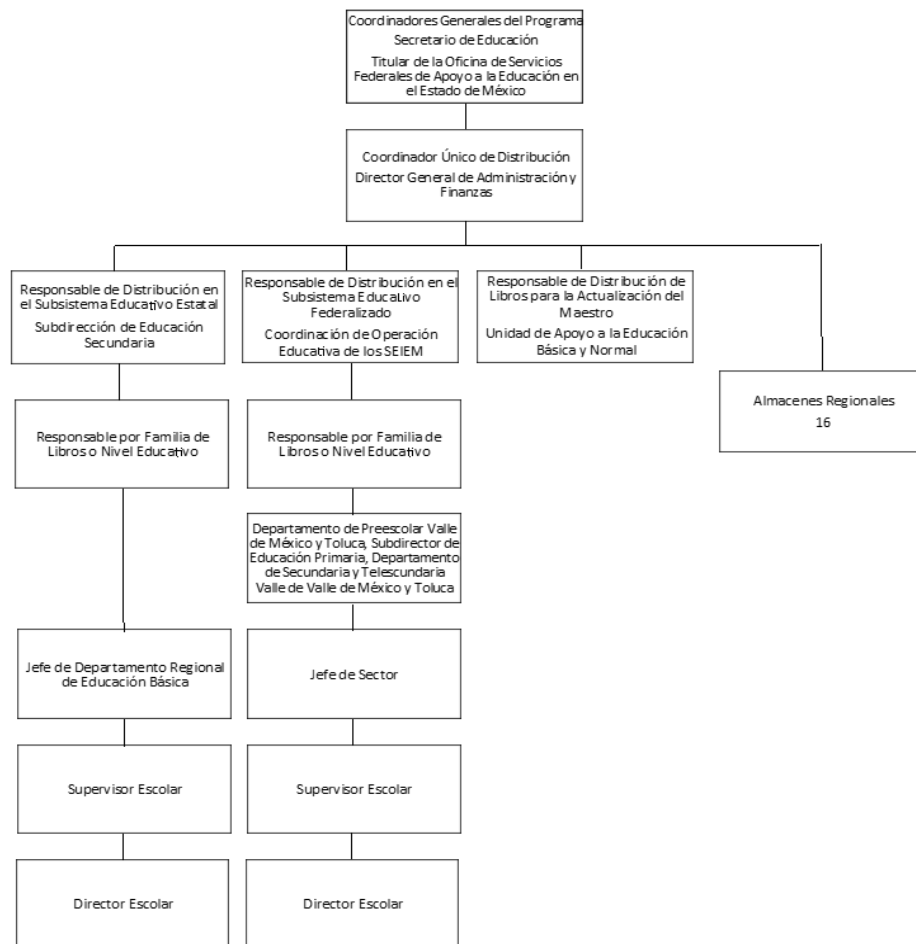 Coordinadores Generales del Programa
Secretario de Educación
Titular de la Oficina de Servicios
Federales de Apoyo a la Educación en
el Estado de México
Coordinador Único de Distribución
Director General de Administración y
Finanzas
Responsable de Distribución en
el Subsistema Educativo Estatal
Subdirección de Educación
Secundaria
Responsable de Distribución en el
Subsistema Educativo
Federalizado
Coordinación de Operación
Educativa de los SEIEM
Responsable de Distribución de
Libros para la Actualización del
Maestro
Unidad de Apoyo a la Educación
Básica y Normal
Almacenes Regionales
16
Responsable por Familia de
Libros o Nivel Educativo
Responsable por Familia de
Libros o Nivel Educativo
Departamento de Preescolar Valle
de México y Toluca, Subdirector de
Educación Primaria, Departamento
de Secundaria y Telescundaria
Valle de Valle de México y Toluca
Jefe de Departamento Regional
de Educación Básica
Jefe de Sector
Supervisor Escolar
Supervisor Escolar
Director Escolar
Director Escolar